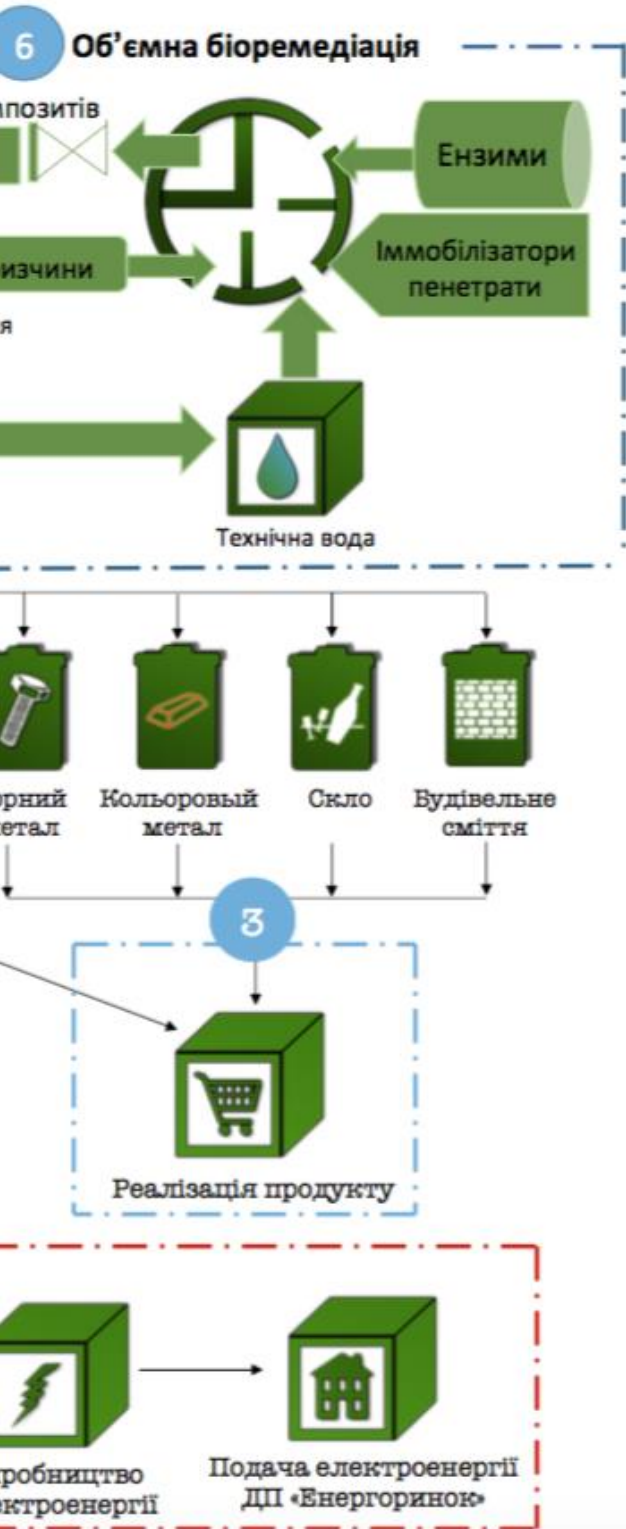 6 Об’ємна біоремедіація
Ензими
Іммобілізатори
пенетрати
Технічна вода
Кольоровый
метал
Скло
Будівельне
сміття
3
Реалізація продукту
Подача електроенергії
ДП «Енергоринок»